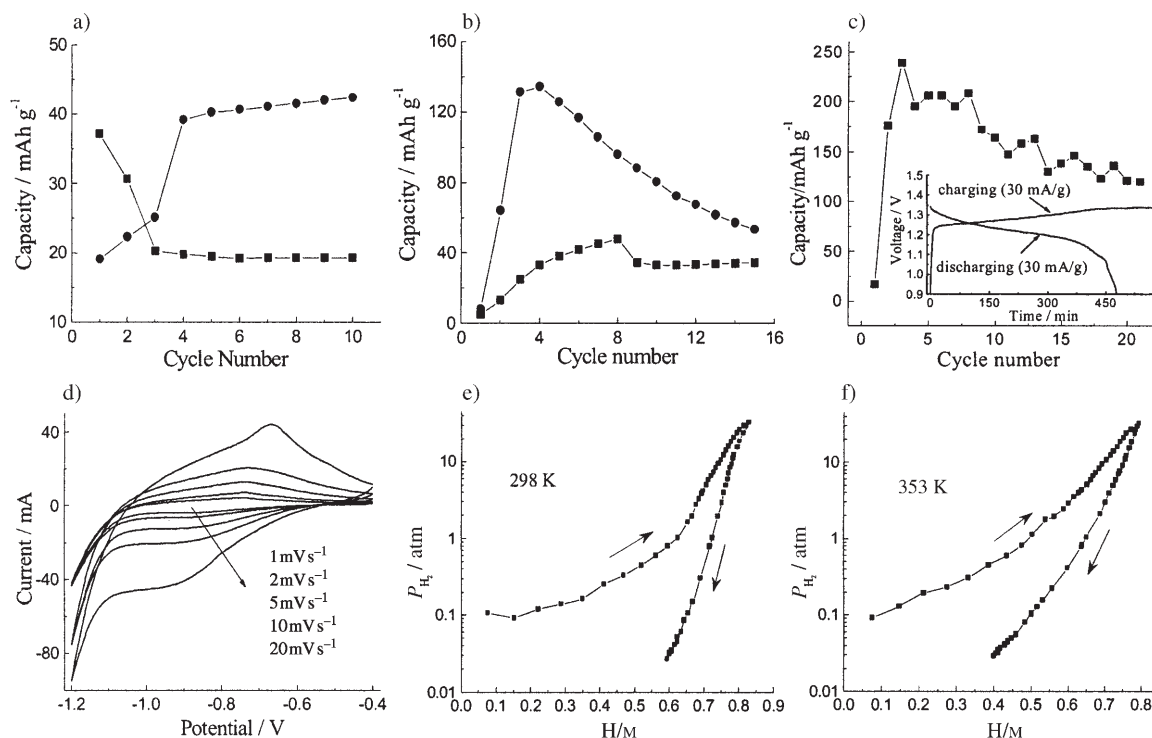 a)
50
40
30
20
10
Capacity / mAh g⁻¹
0 2 4 6 8 10
Cycle Number
b)
160
120
80
40
0
Capacity / mAh g⁻¹
0 2 4 6 8 10 12 14 16
Cycle number
c)
250
200
150
100
50
0
Capacity/mAh g⁻¹
charging (30 mA/g)
discharging (30 mA/g)
1.5
1.4
1.3
1.2
1.1
1.0
0.9
Voltage / V
0 150 300 450
Time / min
0 5 10 15 20
Cycle number
d)
40
0
-40
-80
Current / mA
1mVs⁻¹
2mVs⁻¹
5mVs⁻¹
10mVs⁻¹
20mVs⁻¹
-1.2 -1.0 -0.8 -0.6 -0.4
Potential / V
e)
298 K
10
1
0.1
0.01
P_H₂ / atm
0.0 0.1 0.2 0.3 0.4 0.5 0.6 0.7 0.8 0.9
H/M
f)
353 K
10
1
0.1
0.01
P_H₂ / atm
0.0 0.1 0.2 0.3 0.4 0.5 0.6 0.7 0.8
H/M